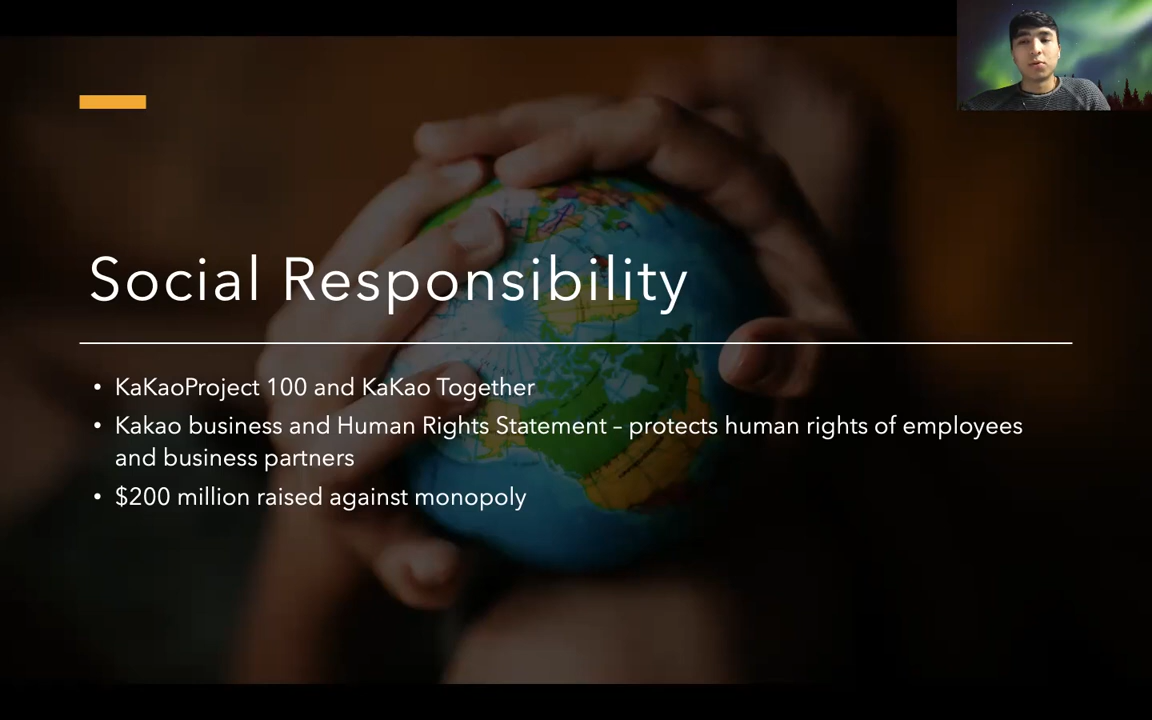 Social Responsibility
• KaKaoProject 100 and KaKao Together
• Kakao business and Human Rights Statement – protects human rights of employees
and business partners
• $200 million raised against monopoly